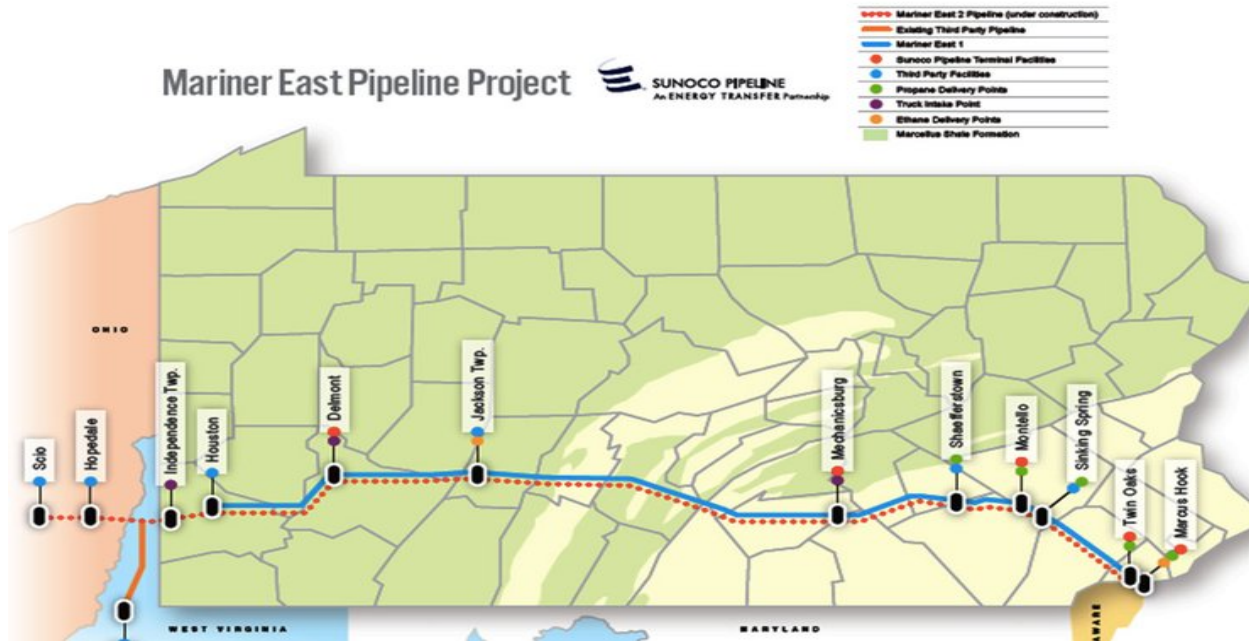 Mariner East 2 Pipeline (under construction)
Existing Third Party Pipeline
Mariner East 1
Sunoco Pipeline Terminal Facilities
Third Party Facilities
Propane Delivery Points
Truck Intake Point
Ethane Delivery Points
Marcellus Shale Formation
Mariner East Pipeline Project
SUNOCO PIPELINE
An ENERGY TRANSFER Partnership
OHIO
Scio
Hopedale
Independence Twp.
Houston
Delmont
Jackson Twp.
Mechanicsburg
Shaefferstown
Montello
Sinking Spring
Twin Oaks
Marcus Hook
WEST VIRGINIA
MARYLAND
AWARE